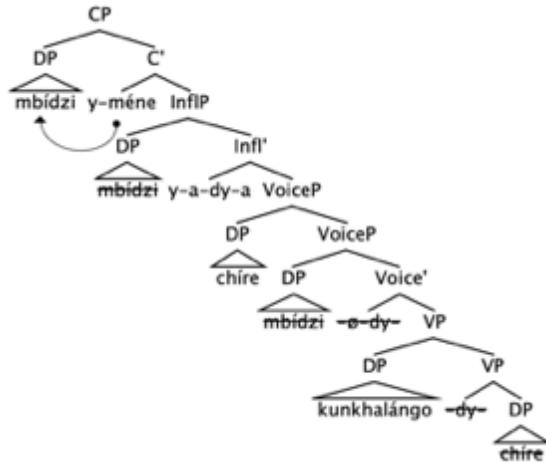 CP
DP C'
mbídzi y-méne InflP
DP Infl'
mbídzi y-a-dy-a VoiceP
DP VoiceP
chíre DP Voice'
mbídzi -ø-dy- VP
DP VP
kunkhalángo -dy- DP
chíre